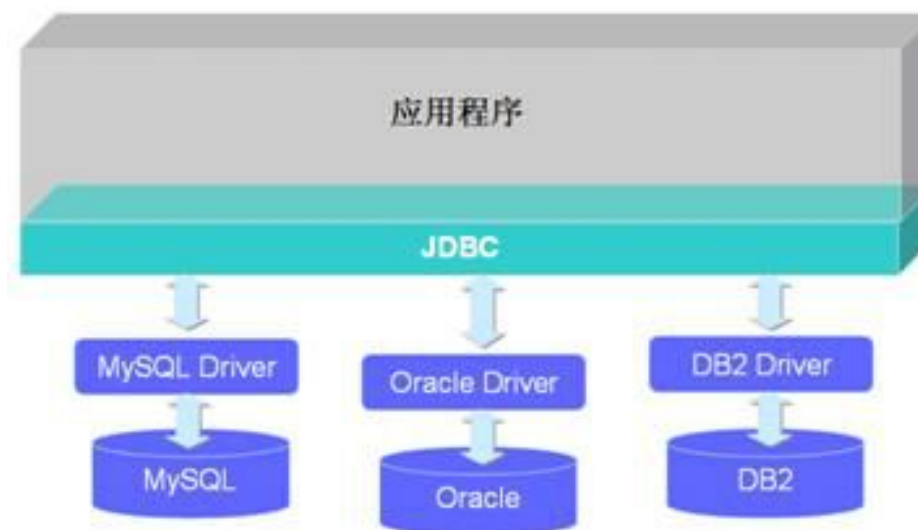 应用程序
JDBC
MySQL Driver
Oracle Driver
DB2 Driver
MySQL
Oracle
DB2